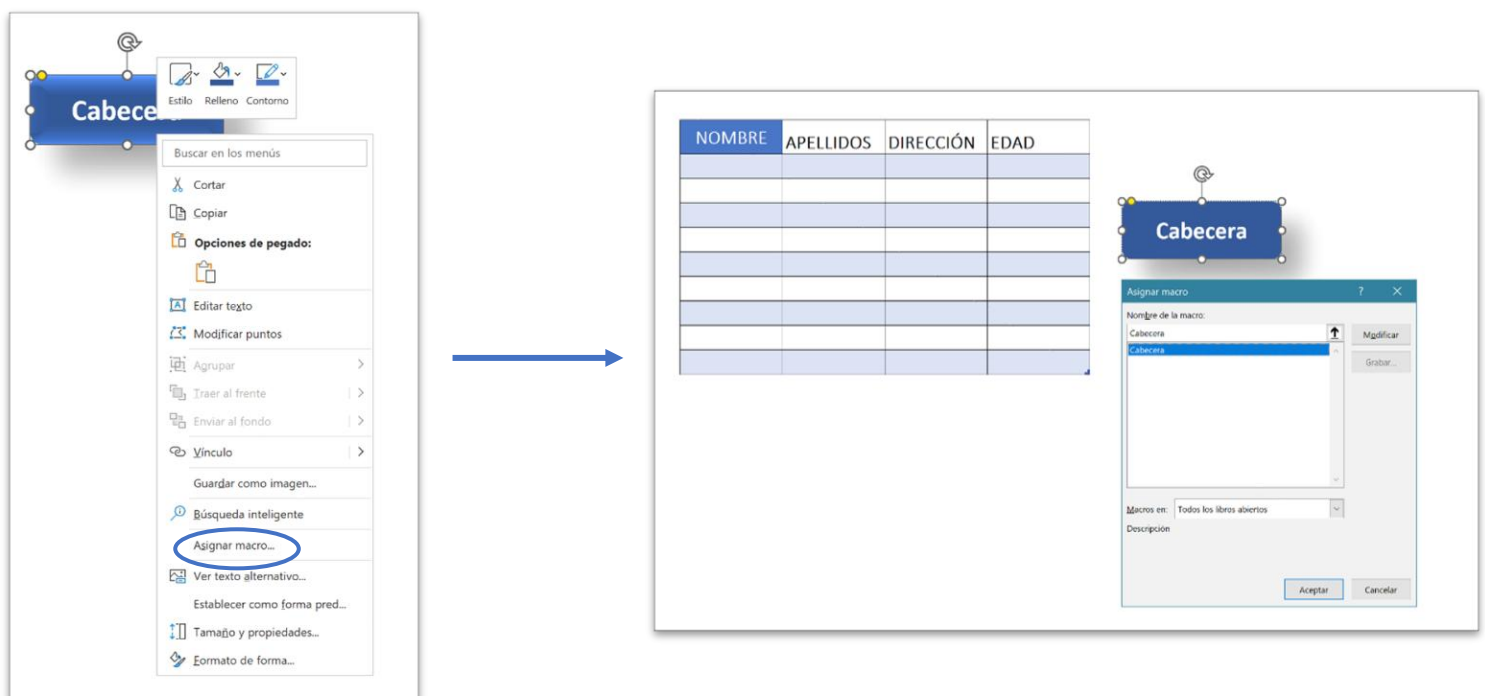 Cabece
Estilo Relleno Contorno
Buscar en los menús
Cortar
Copiar
Opciones de pegado:
Editar texto
Modificar puntos
Agrupar
Traer al frente
Enviar al fondo
Vínculo
Guardar como imagen...
Búsqueda inteligente
Asignar macro...
Ver texto alternativo...
Establecer como forma pred...
Tamaño y propiedades...
Formato de forma...
NOMBRE APELLIDOS DIRECCIÓN EDAD
Cabecera
Asignar macro ? X
Nombre de la macro:
Cabecera
Modificar
Cabecera
Grabar...
Macros en: Todos los libros abiertos
Descripción
Aceptar Cancelar